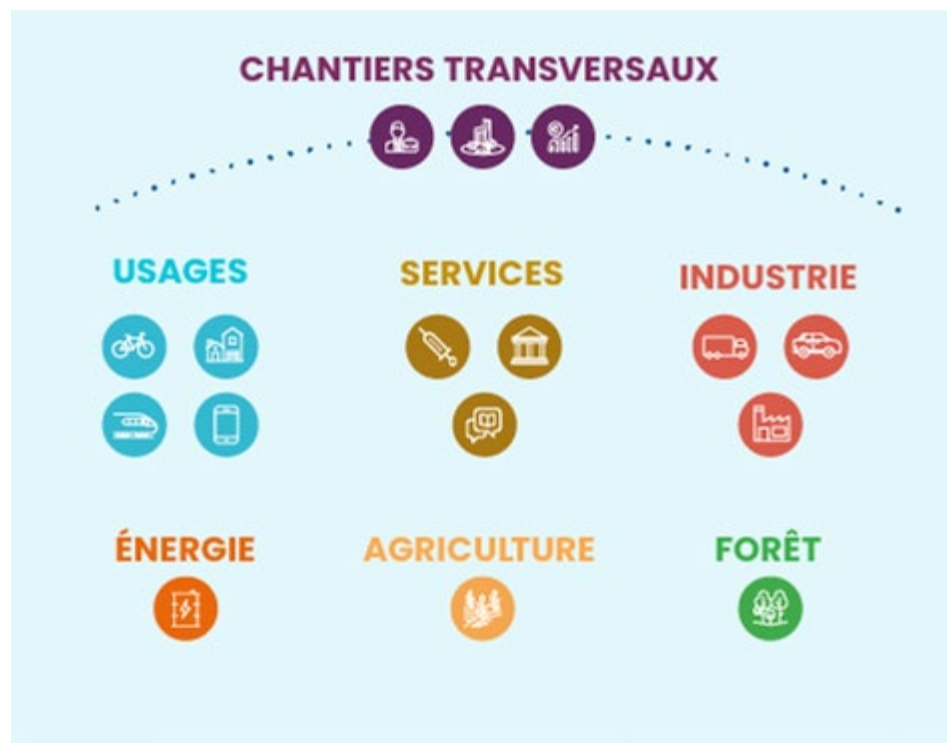 CHANTIERS TRANSVERSAUX
USAGES
SERVICES
INDUSTRIE
ÉNERGIE
AGRICULTURE
FORÊT